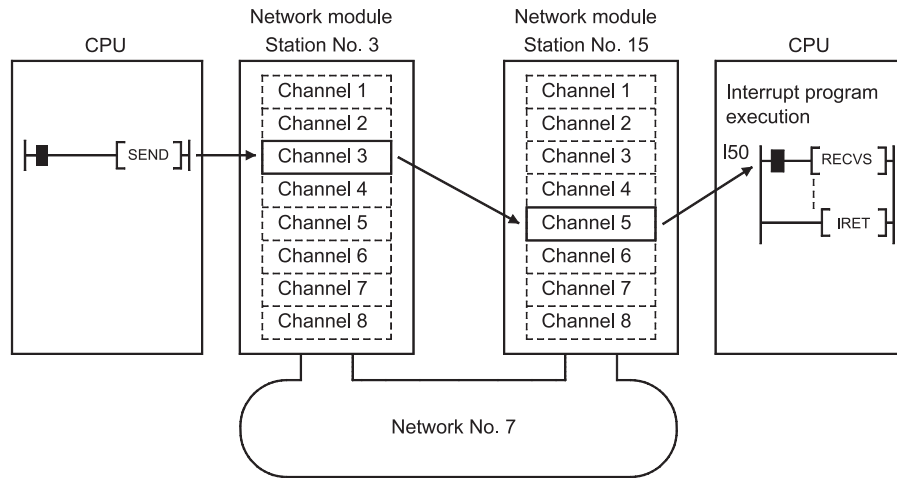 CPU
Network module
Station No. 3
Network module
Station No. 15
CPU
SEND
Channel 1
Channel 2
Channel 3
Channel 4
Channel 5
Channel 6
Channel 7
Channel 8
Channel 1
Channel 2
Channel 3
Channel 4
Channel 5
Channel 6
Channel 7
Channel 8
Interrupt program
execution
I50
RECVS
IRET
Network No. 7